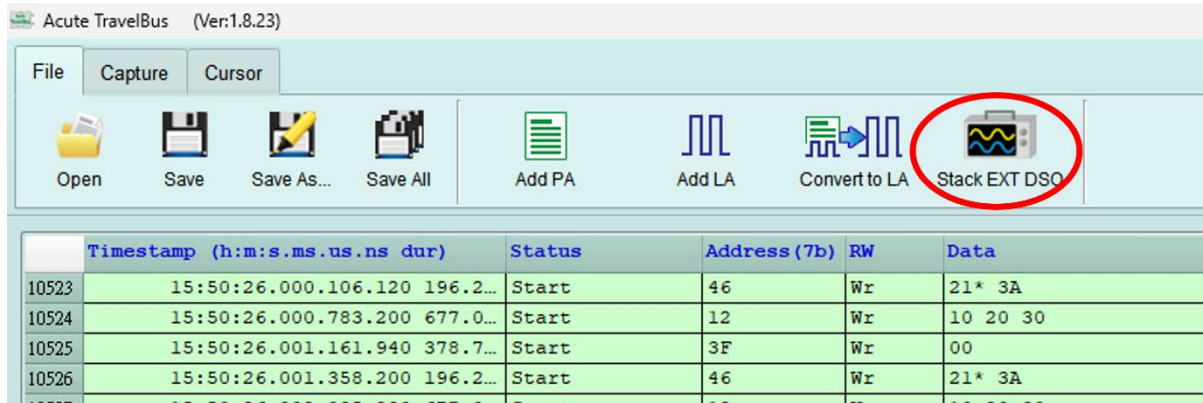 Acute TravelBus (Ver:1.8.23)
File Capture Cursor
Open Save Save As... Save All Add PA Add LA Convert to LA Stack EXT DSO
Timestamp (h:m:s.ms.us.ns dur) Status Address(7b) RW Data
10523 15:50:26.000.106.120 196.2... Start 46 Wr 21* 3A
10524 15:50:26.000.783.200 677.0... Start 12 Wr 10 20 30
10525 15:50:26.001.161.940 378.7... Start 3F Wr 00
10526 15:50:26.001.358.200 196.2... Start 46 Wr 21* 3A